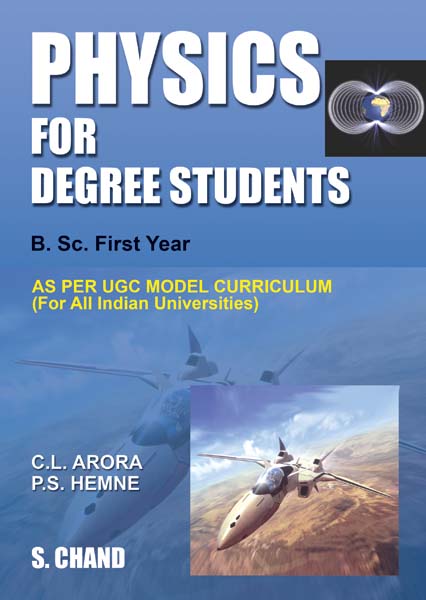 PHYSICS
FOR
DEGREE STUDENTS
B. Sc. First Year
AS PER UGC MODEL CURRICULUM
(For All Indian Universities)
C.L. ARORA
P.S. HEMNE
S. CHAND